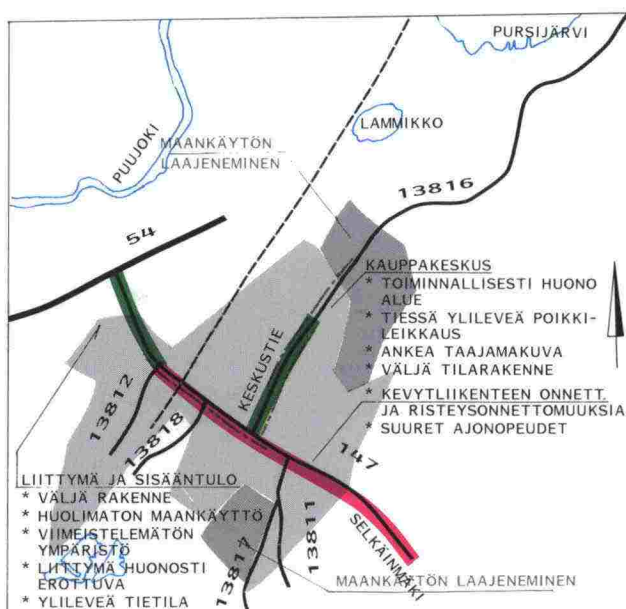 PURSIJÄRVI
LAMMIKKO
PUUJOKI
MAANKÄYTÖN
LAAJENEMINEN
13816
54
KAUPPAKESKUS
* TOIMINNALLISESTI HUONO
ALUE
* TIESSÄ YLILEVEÄ POIKKI-
LEIKKAUS
* ANKEA TAAJAMAKUVA
* VÄLJÄ TILARAKENNE
* KEVYTLIIKENTEEN ONNETT.
JA RISTEYSONNETTOMUUKSIA
* SUURET AJONOPEUDET
KESKUSTIE
13812
13818
147
LIITTYMÄ JA SISÄÄNTULO
* VÄLJÄ RAKENNE
* HUOLIMATON MAANKÄYTTÖ
* VIIMEISTELEMÄTÖN
YMPÄRISTÖ
* LIITTYMÄ HUONOSTI
EROTTUVA
* YLILEVEÄ TIETILA
13817
13811
SELKÄINMÄKI
MAANKÄYTÖN LAAJENEMINEN